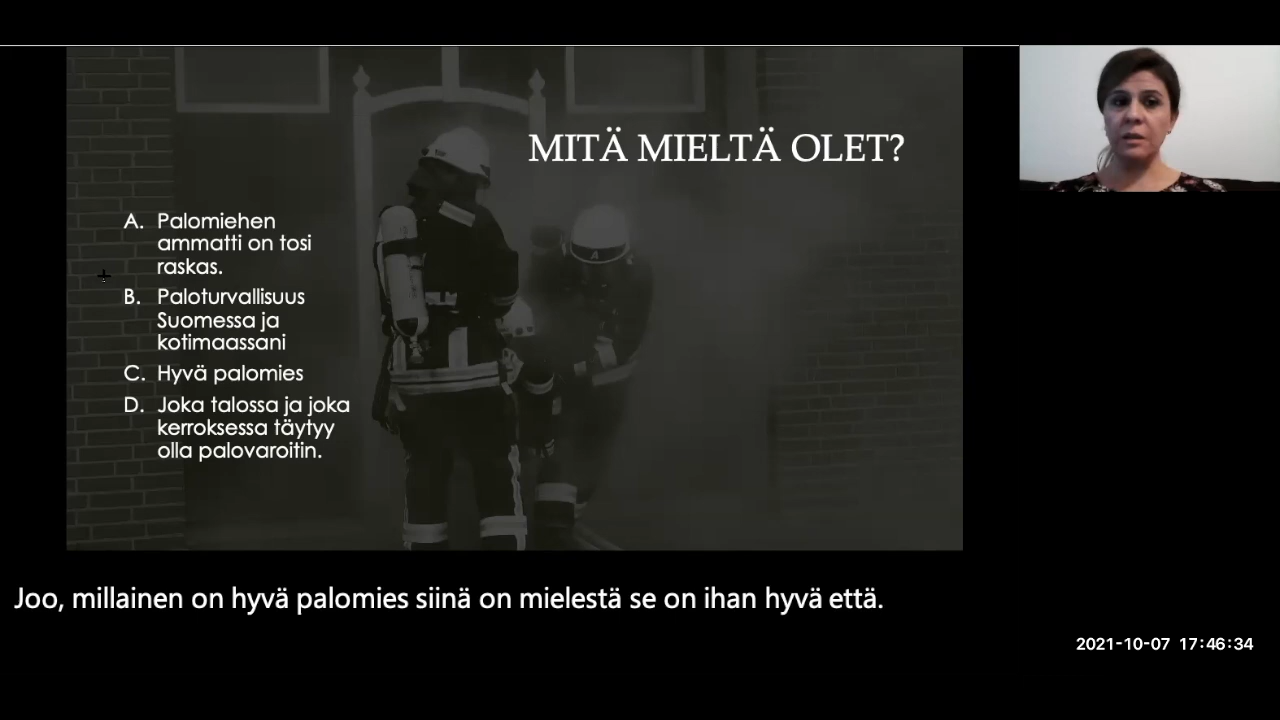 MITÄ MIELTÄ OLET?
A. Palomiehen
ammatti on tosi
raskas.
B. Paloturvallisuus
Suomessa ja
kotimaassani
C. Hyvä palomies
D. Joka talossa ja joka
kerroksessa täytyy
olla palovaroitin.
Joo, millainen on hyvä palomies siinä on mielestä se on ihan hyvä että.
2021-10-07 17:46:34